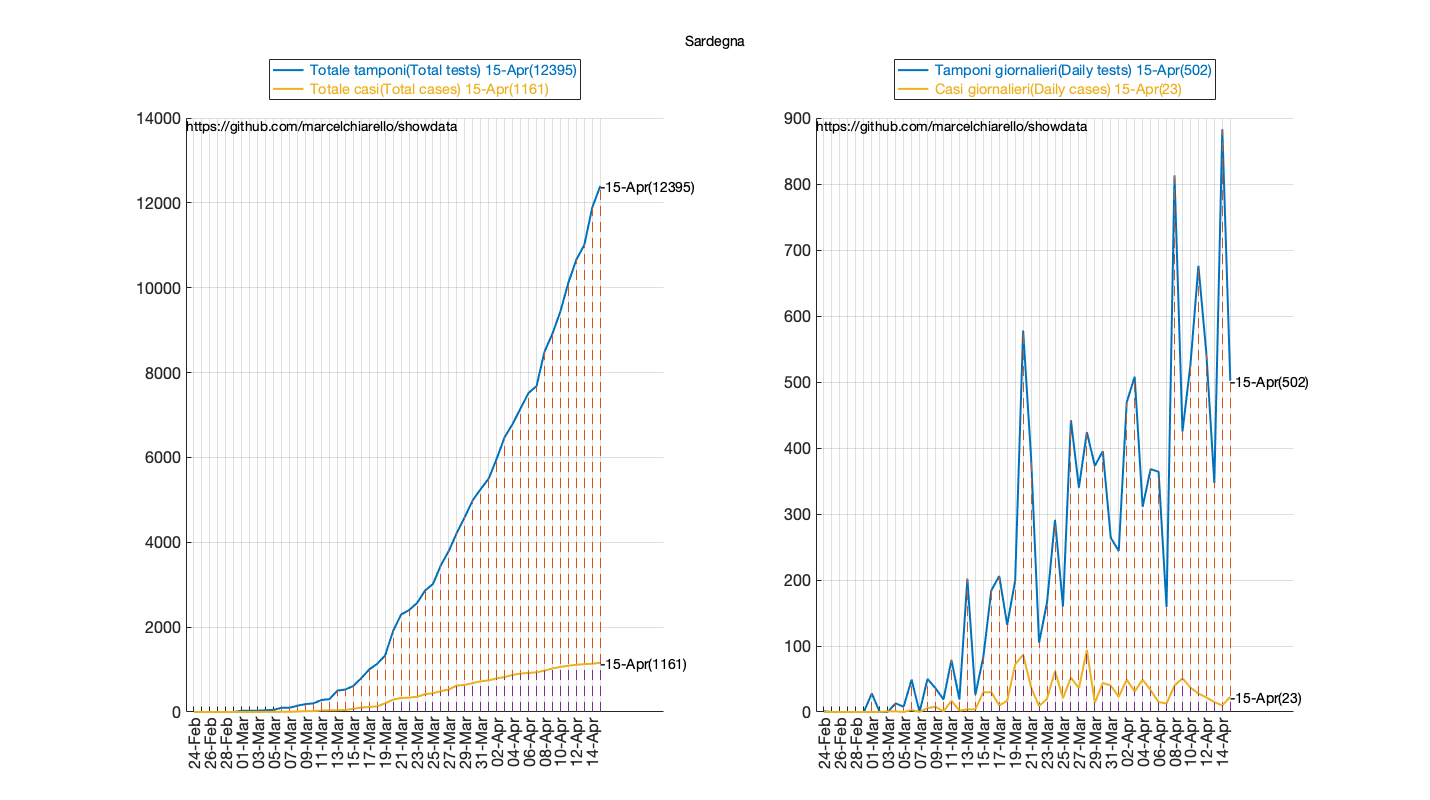 Sardegna
Totale tamponi(Total tests) 15-Apr(12395)
Totale casi(Total cases) 15-Apr(1161)
14000
12000
10000
8000
6000
4000
2000
0
https://github.com/marcelchiarello/showdata
15-Apr(12395)
15-Apr(1161)
24-Feb
26-Feb
28-Feb
01-Mar
03-Mar
05-Mar
07-Mar
09-Mar
11-Mar
13-Mar
15-Mar
17-Mar
19-Mar
21-Mar
23-Mar
25-Mar
27-Mar
29-Mar
31-Mar
02-Apr
04-Apr
06-Apr
08-Apr
10-Apr
12-Apr
14-Apr
Tamponi giornalieri(Daily tests) 15-Apr(502)
Casi giornalieri(Daily cases) 15-Apr(23)
900
800
700
600
500
400
300
200
100
0
https://github.com/marcelchiarello/showdata
15-Apr(502)
15-Apr(23)
24-Feb
26-Feb
28-Feb
01-Mar
03-Mar
05-Mar
07-Mar
09-Mar
11-Mar
13-Mar
15-Mar
17-Mar
19-Mar
21-Mar
23-Mar
25-Mar
27-Mar
29-Mar
31-Mar
02-Apr
04-Apr
06-Apr
08-Apr
10-Apr
12-Apr
14-Apr